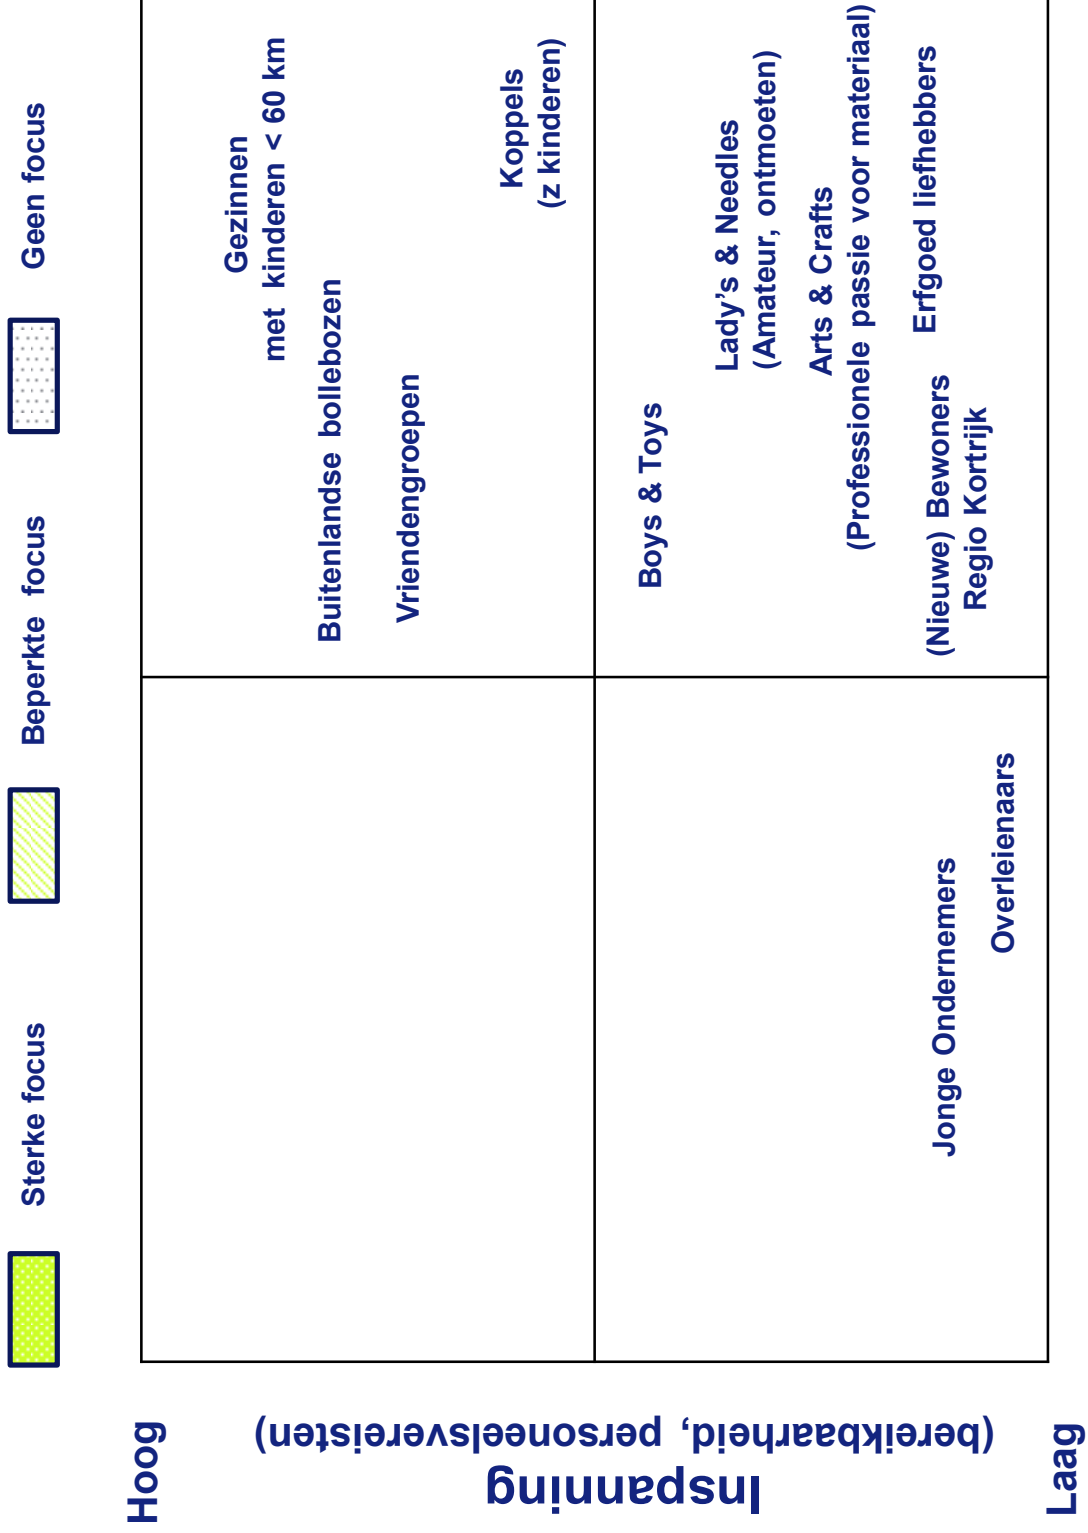 Sterke focus
Beperkte focus
Geen focus
Hoog
Inspanning
(bereikbaarheid, personeelsvereisten)
Laag
Gezinnen
met kinderen < 60 km
Buitenlandse bollebozen
Vriendengroepen
Koppels
(z kinderen)
Boys & Toys
Lady's & Needles
(Amateur, ontmoeten)
Arts & Crafts
(Professionele passie voor materiaal)
Erfgoed liefhebbers
(Nieuwe) Bewoners
Regio Kortrijk
Jonge Ondernemers
Overleienaars